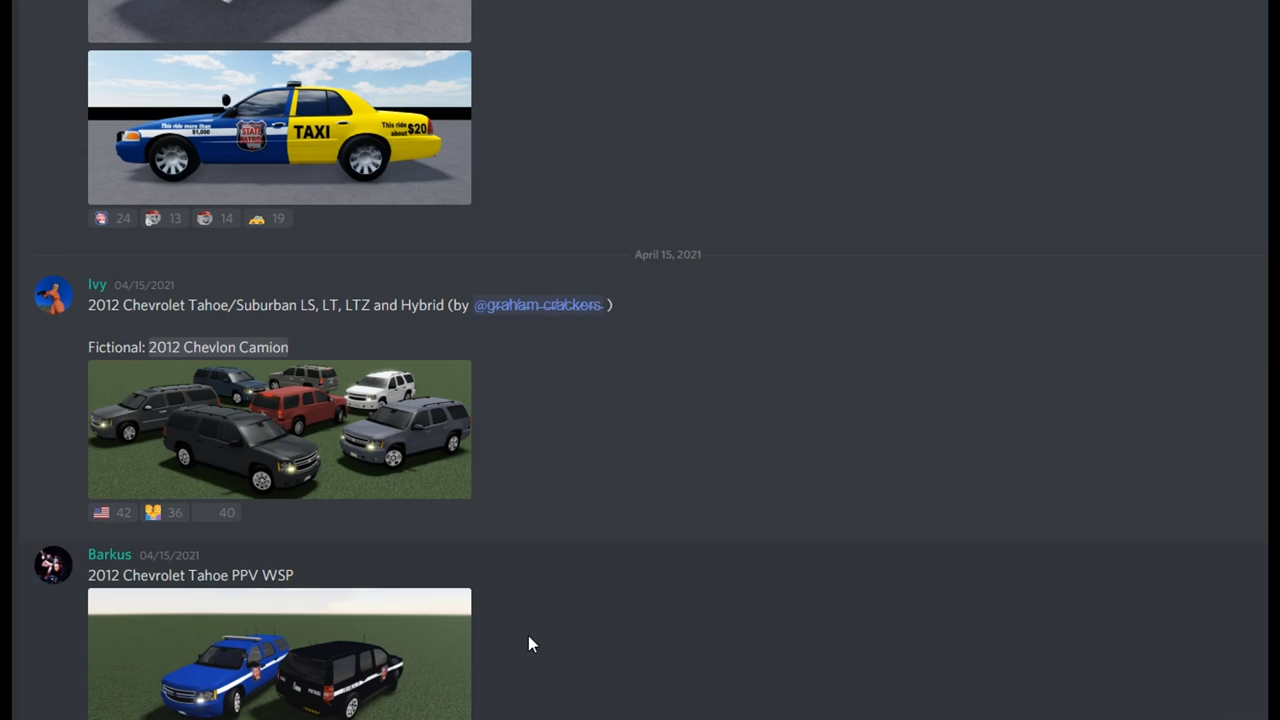 This ride more than
$1,000
STATE
PATROL
TAXI
This ride
about $20
24 13 14 19
April 15, 2021
Ivy 04/15/2021
2012 Chevrolet Tahoe/Suburban LS, LT, LTZ and Hybrid (by @graham crackers )
Fictional: 2012 Chevlon Camion
42 36 40
Barkus 04/15/2021
2012 Chevrolet Tahoe PPV WSP